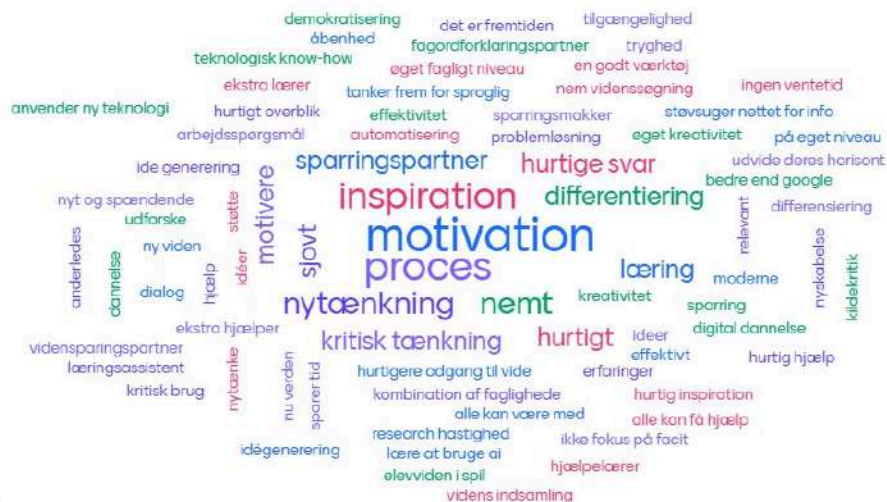 demokratisering
det er fremtiden
tilgængelighed
åbenhed
fagordforklaringspartner
tryghed
teknologisk know-how
øget fagligt niveau
en godt værktøj
ekstra lærer
tanker frem for sproglig
nem videnssøgning
ingen ventetid
anvender ny teknologi
hurtigt overblik
effektivitet
sparringsmakker
støvsuger nettet for info
arbejdsspørgsmål
automatisering
problemløsning
øget kreativitet
på eget niveau
ide generering
sparringspartner
hurtige svar
udvide deres horisont
bedre end google
nyt og spændende
støtte
motivere
inspiration
differentiering
relevant
differensiering
udforske
anderledes
dannelse
ny viden
idéer
sjovt
motivation
nyskabelse
kildekritik
dialog
hjælp
proces
læring
moderne
nytænkning
nemt
kreativitet
sparring
ekstra hjælper
kritisk tænkning
hurtigt
ideer
digital dannelse
vidensparingspartner
effektivt
hurtig hjælp
læringsassistent
nytænke
nu verden
sparer tid
hurtigere adgang til vide
erfaringer
kritisk brug
kombination af faglighede
hurtig inspiration
alle kan være med
alle kan få hjælp
research hastighed
ikke fokus på facit
idégenerering
lære at bruge ai
hjælpelærer
elevviden i spil
videns indsamling